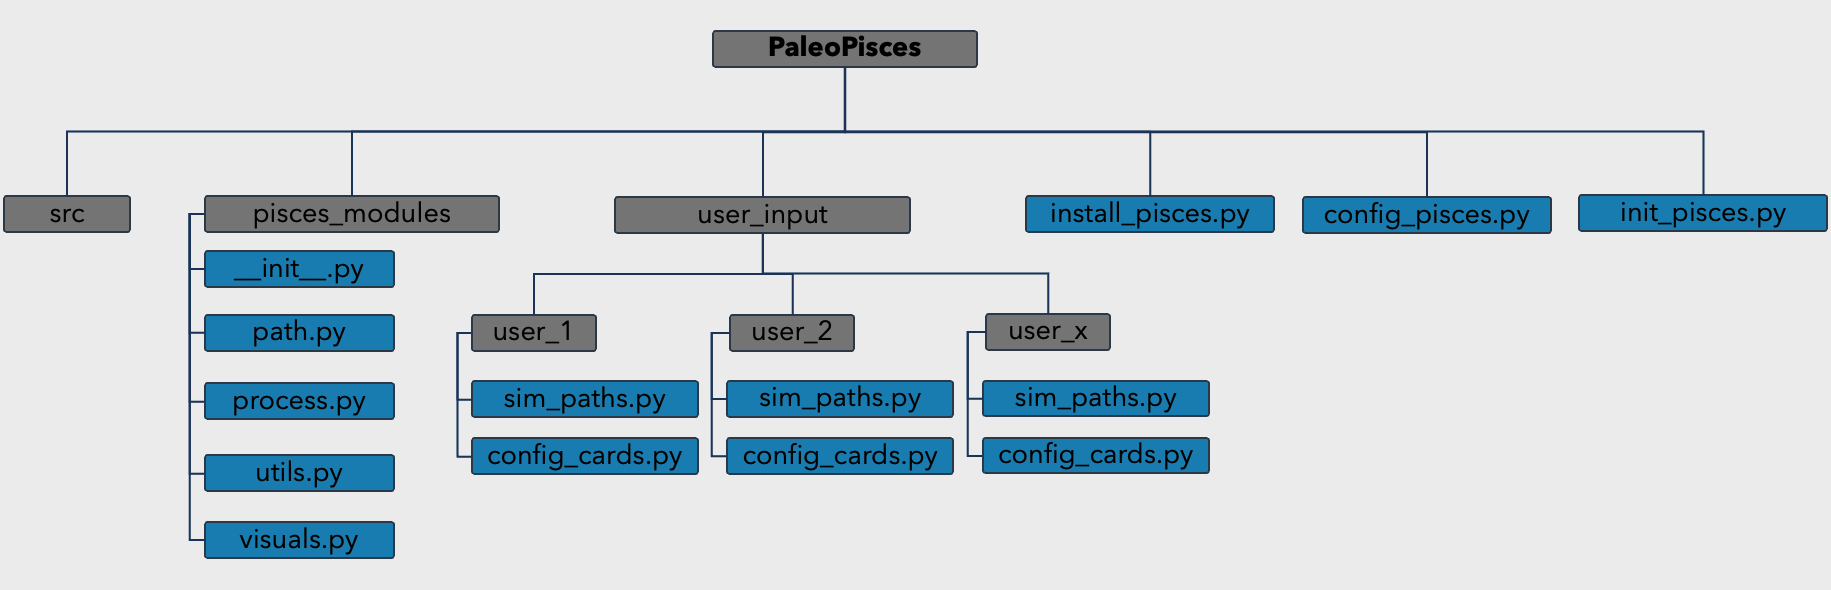 PaleoPisces
src
pisces_modules
user_input
install_pisces.py
config_pisces.py
init_pisces.py
__init__.py
path.py
process.py
utils.py
visuals.py
user_1
sim_paths.py
config_cards.py
user_2
sim_paths.py
config_cards.py
user_x
sim_paths.py
config_cards.py